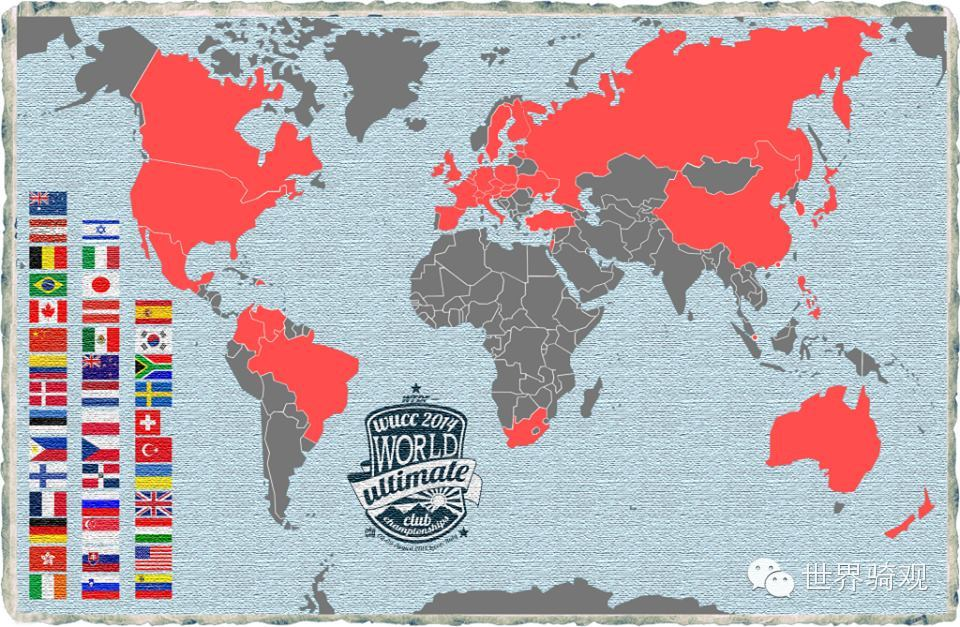 WUCC 2014
WORLD
ultimate
club
championships
世界骑观